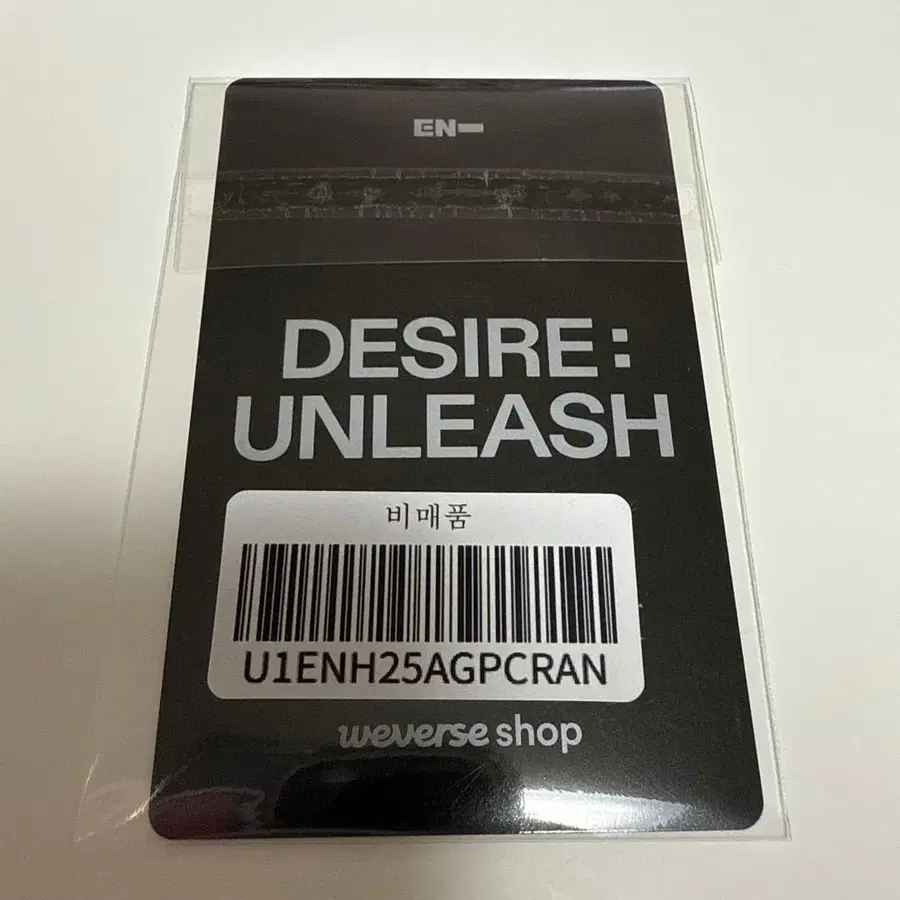 EN-
DESIRE :
UNLEASH
비매품
U1ENH25AGPCRAN
weverse shop